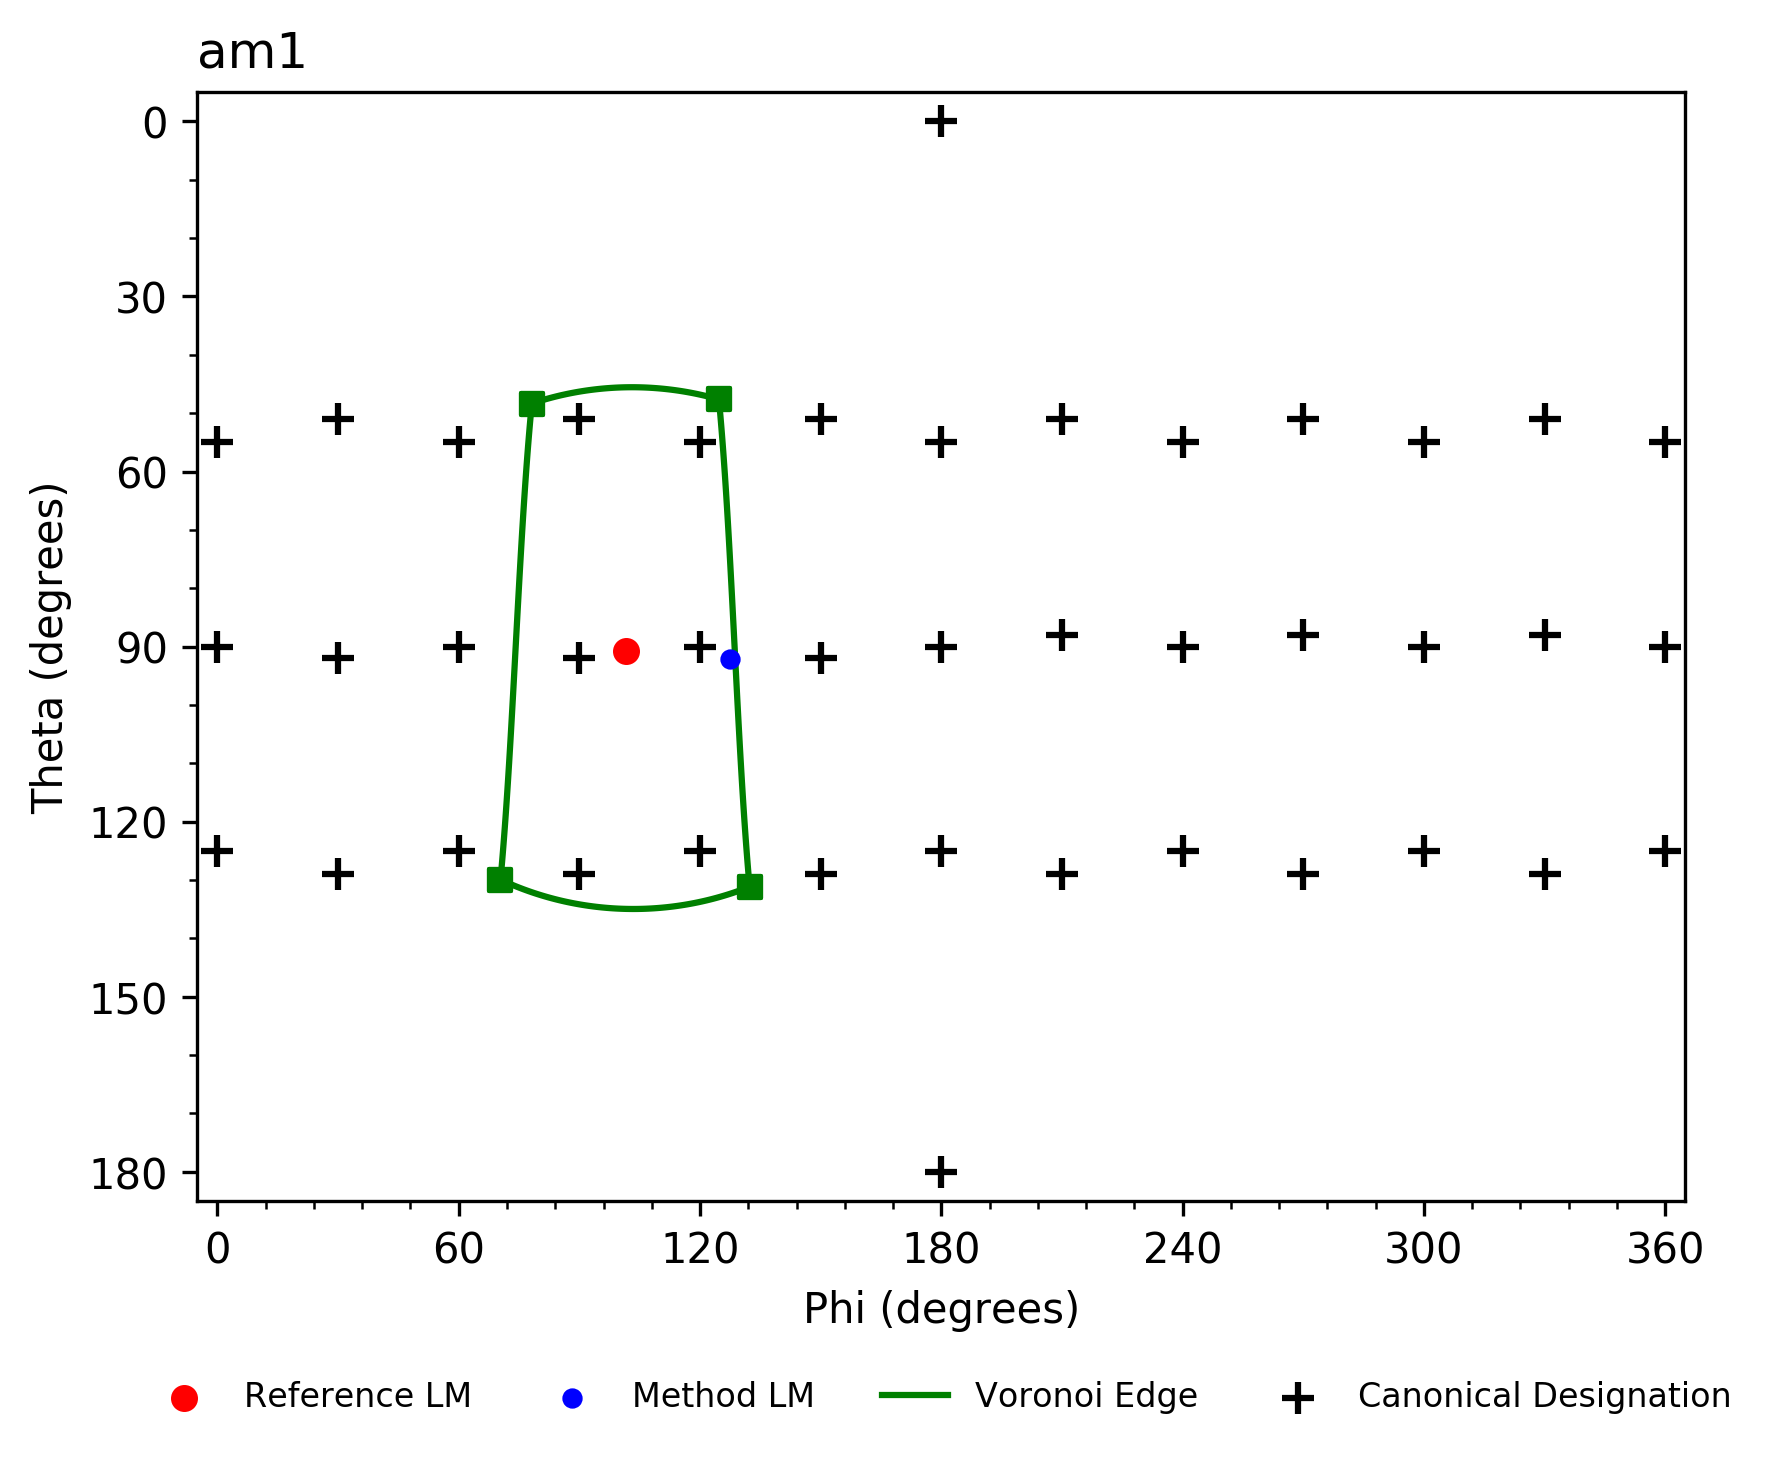 am1
0
30
60
90
120
150
180
Theta (degrees)
0 60 120 180 240 300 360
Phi (degrees)
Reference LM Method LM Voronoi Edge Canonical Designation